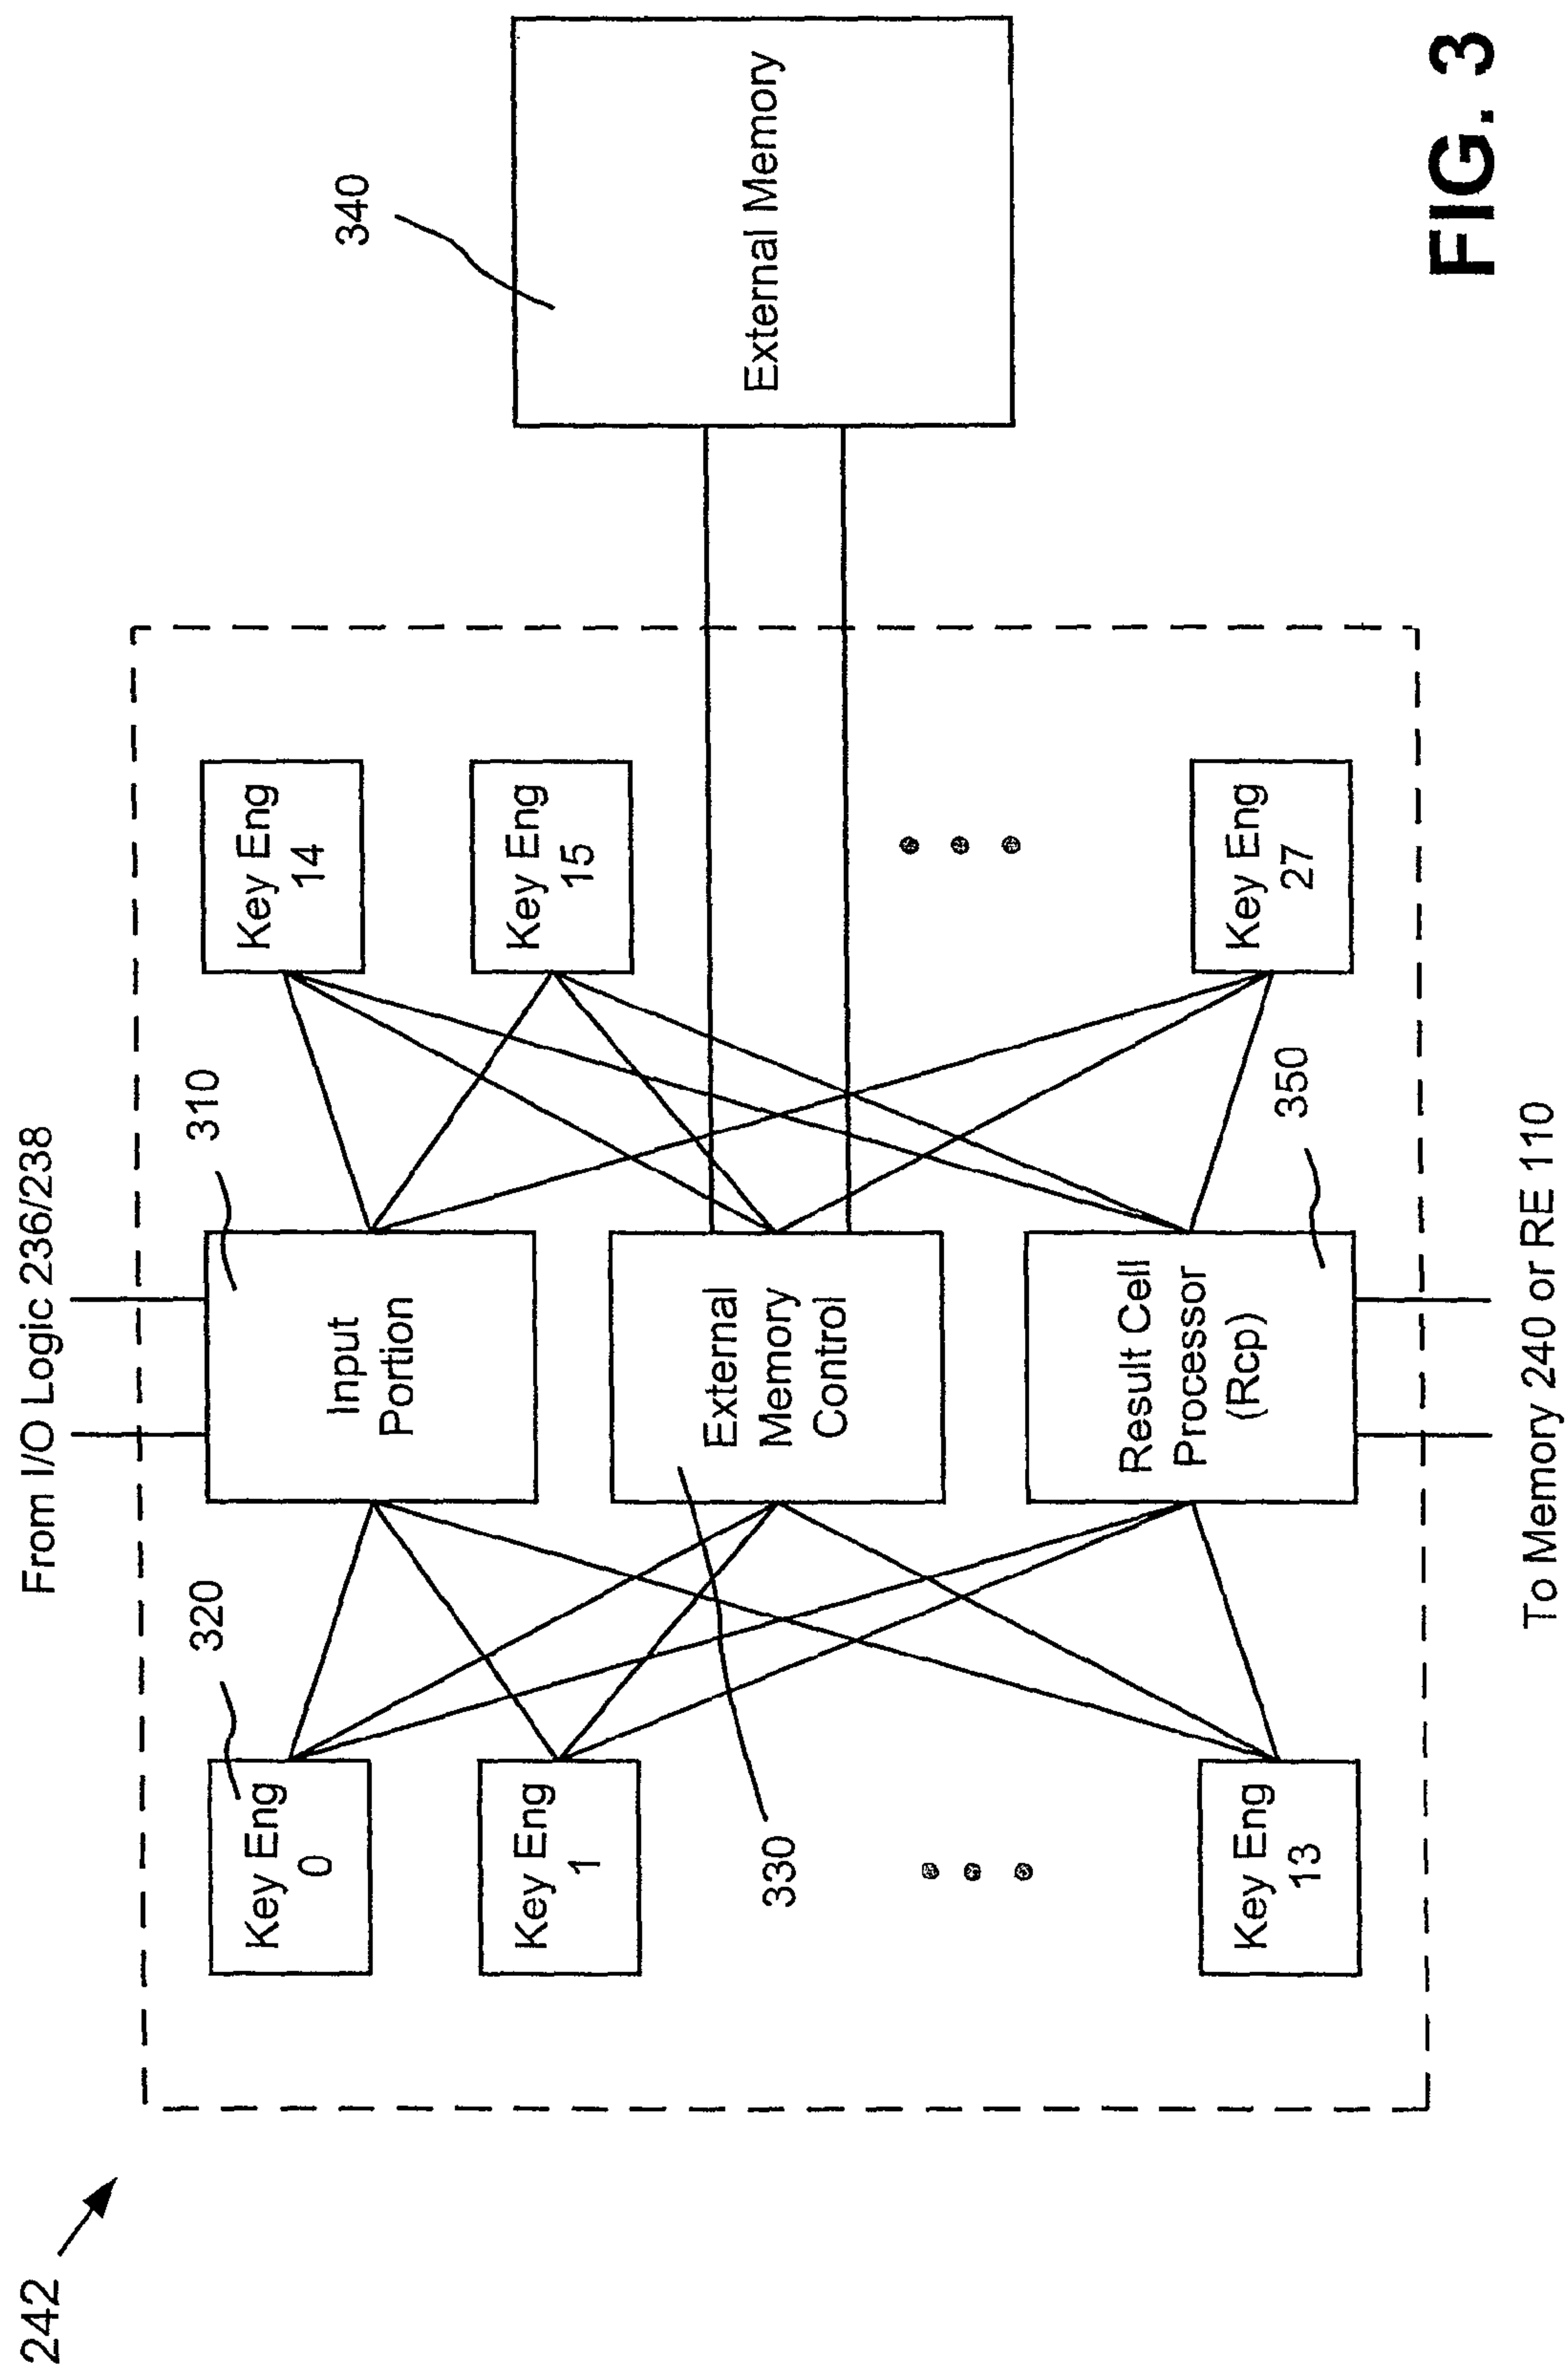 242
From I/O Logic 236/238
320
310
Key Eng
0
Input
Portion
Key Eng
14
340
Key Eng
1
External
Memory
Control
Key Eng
15
External Memory
330
Key Eng
13
Result Cell
Processor
(Rcp)
350
Key Eng
27
To Memory 240 or RE 110
FIG. 3